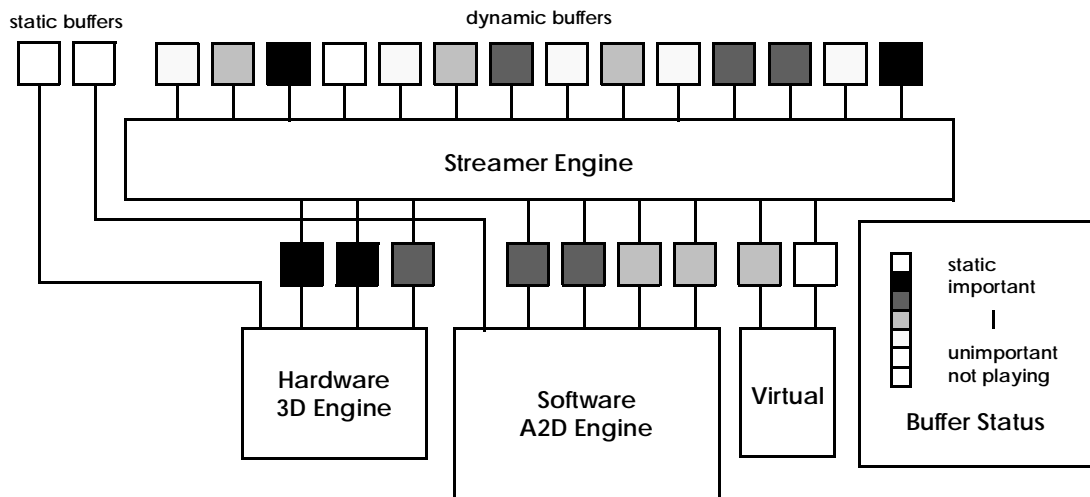 static buffers
dynamic buffers
Streamer Engine
Hardware
3D Engine
Software
A2D Engine
Virtual
static
important
unimportant
not playing
Buffer Status